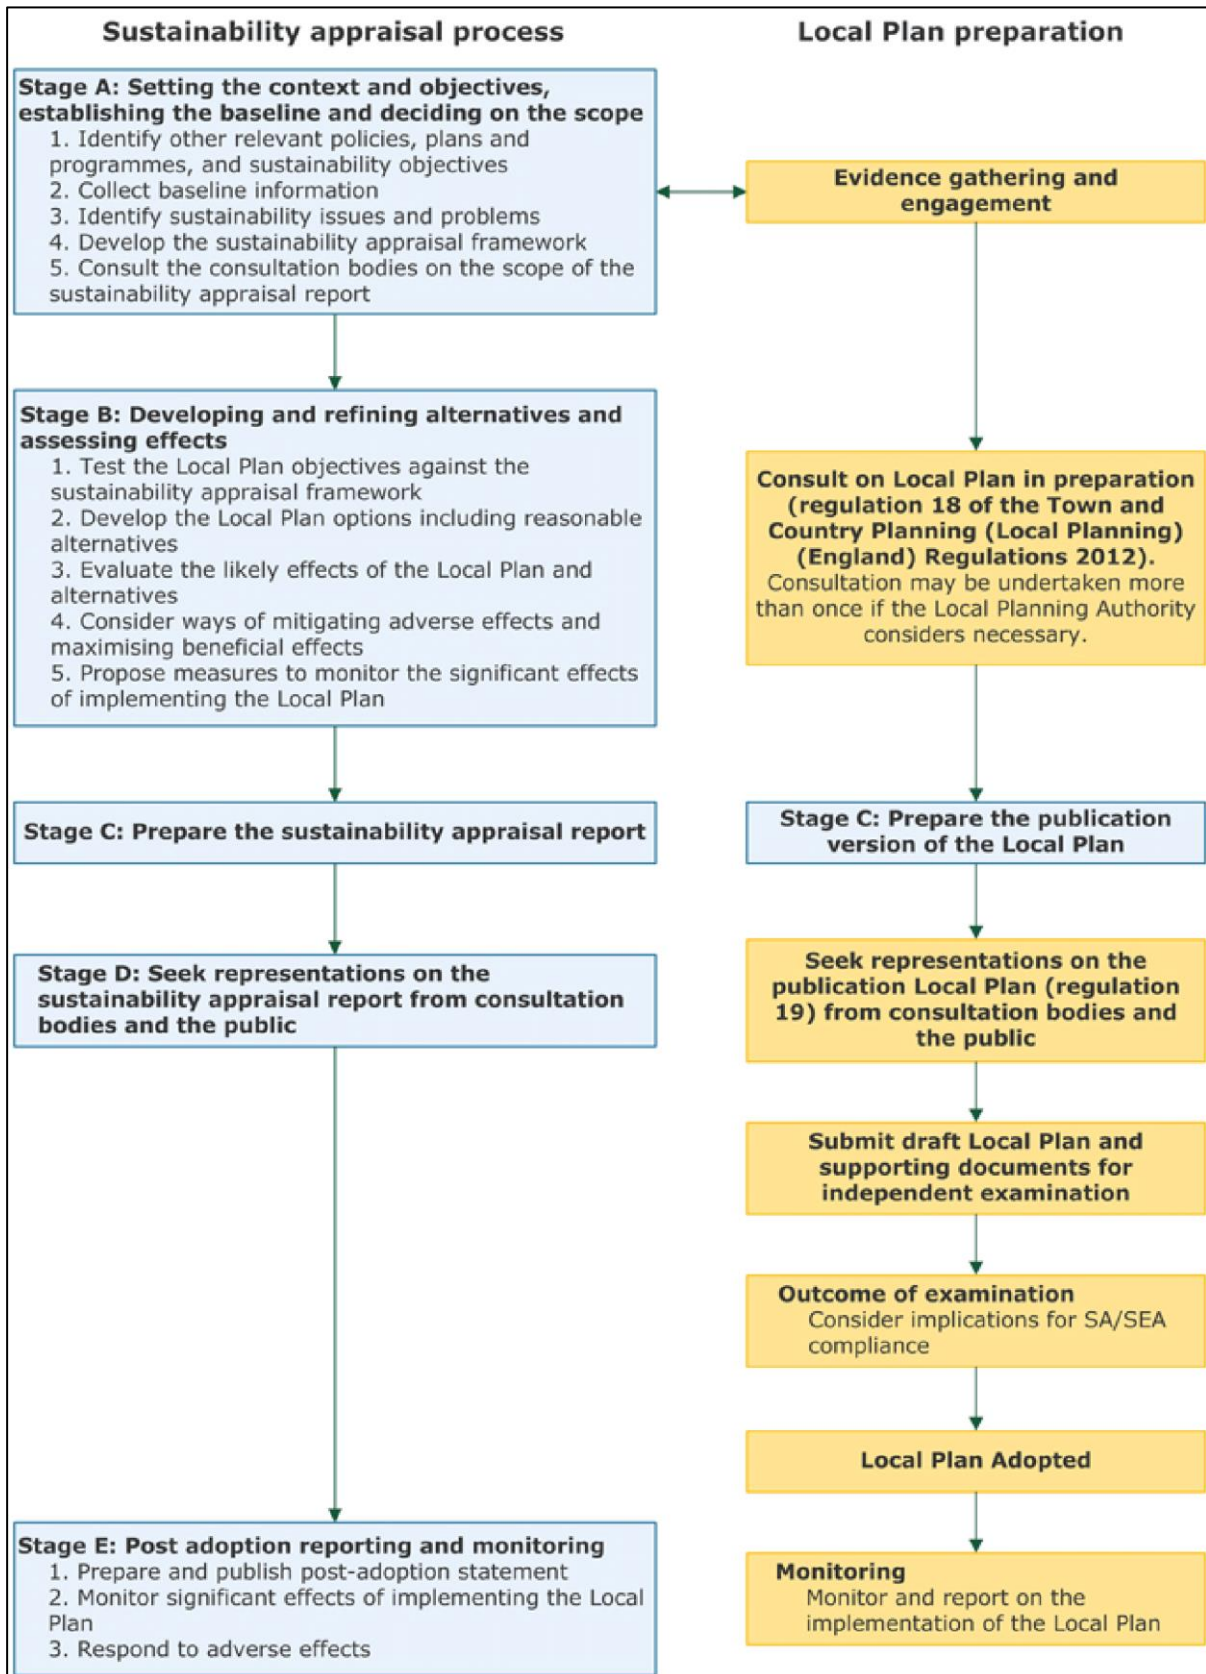 Sustainability appraisal process
Local Plan preparation
Stage A: Setting the context and objectives,
establishing the baseline and deciding on the scope
1. Identify other relevant policies, plans and
programmes, and sustainability objectives
2. Collect baseline information
3. Identify sustainability issues and problems
4. Develop the sustainability appraisal framework
5. Consult the consultation bodies on the scope of the
sustainability appraisal report
Evidence gathering and
engagement
Stage B: Developing and refining alternatives and
assessing effects
1. Test the Local Plan objectives against the
sustainability appraisal framework
2. Develop the Local Plan options including reasonable
alternatives
3. Evaluate the likely effects of the Local Plan and
alternatives
4. Consider ways of mitigating adverse effects and
maximising beneficial effects
5. Propose measures to monitor the significant effects
of implementing the Local Plan
Consult on Local Plan in preparation
(regulation 18 of the Town and
Country Planning (Local Planning)
(England) Regulations 2012).
Consultation may be undertaken more
than once if the Local Planning Authority
considers necessary.
Stage C: Prepare the sustainability appraisal report
Stage C: Prepare the publication
version of the Local Plan
Stage D: Seek representations on the
sustainability appraisal report from consultation
bodies and the public
Seek representations on the
publication Local Plan (regulation
19) from consultation bodies and
the public
Submit draft Local Plan and
supporting documents for
independent examination
Outcome of examination
Consider implications for SA/SEA
compliance
Local Plan Adopted
Stage E: Post adoption reporting and monitoring
1. Prepare and publish post-adoption statement
2. Monitor significant effects of implementing the Local
Plan
3. Respond to adverse effects
Monitoring
Monitor and report on the
implementation of the Local Plan